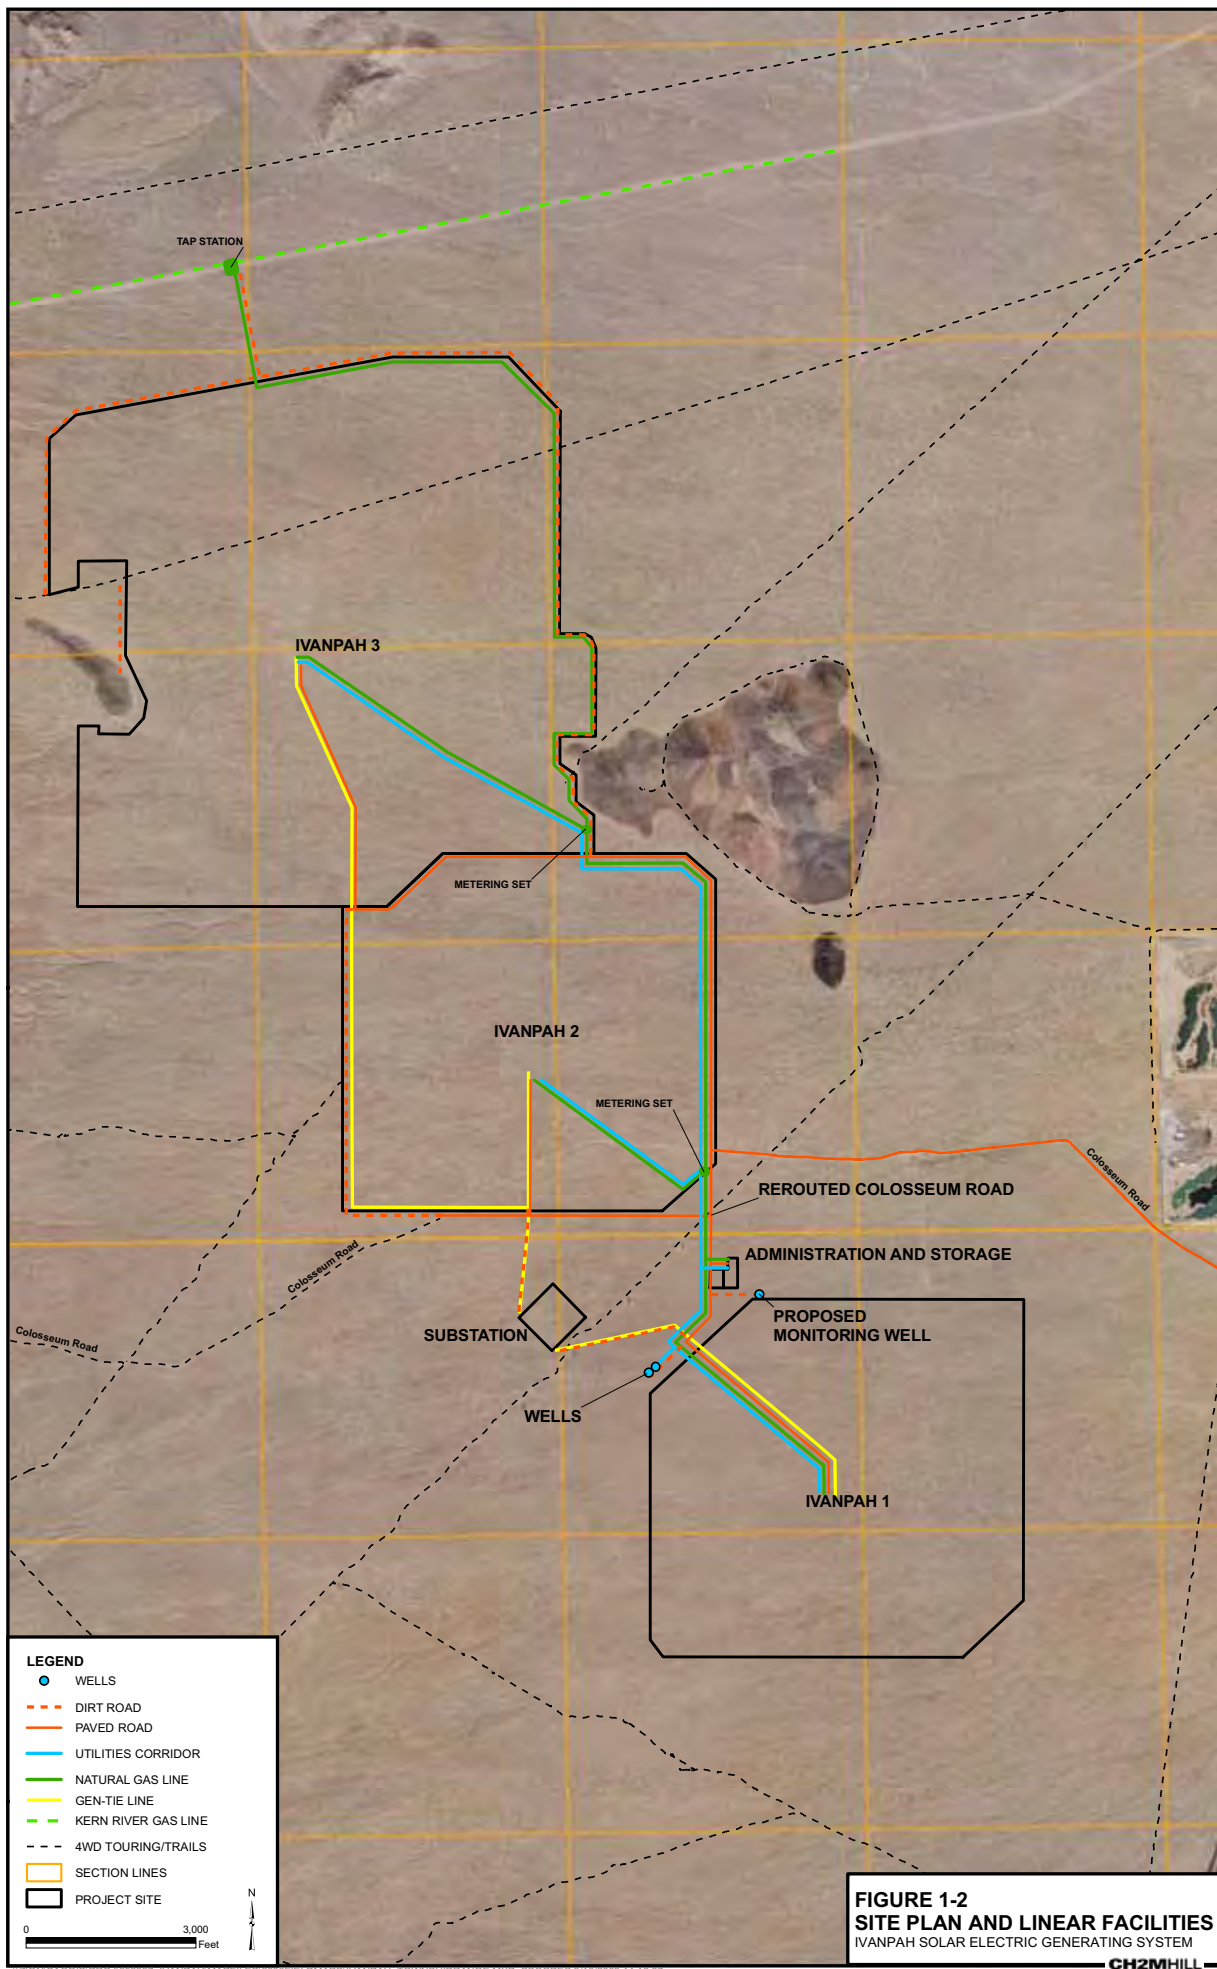 TAP STATION
IVANPAH 3
METERING SET
IVANPAH 2
METERING SET
Colosseum Road
REROUTED COLOSSEUM ROAD
Colosseum Road
ADMINISTRATION AND STORAGE
PROPOSED
MONITORING WELL
SUBSTATION
Colosseum Road
WELLS
IVANPAH 1
LEGEND
WELLS
DIRT ROAD
PAVED ROAD
UTILITIES CORRIDOR
NATURAL GAS LINE
GEN-TIE LINE
KERN RIVER GAS LINE
4WD TOURING/TRAILS
SECTION LINES
PROJECT SITE
N
0 3,000
Feet
FIGURE 1-2
SITE PLAN AND LINEAR FACILITIES
IVANPAH SOLAR ELECTRIC GENERATING SYSTEM
CH2MHILL